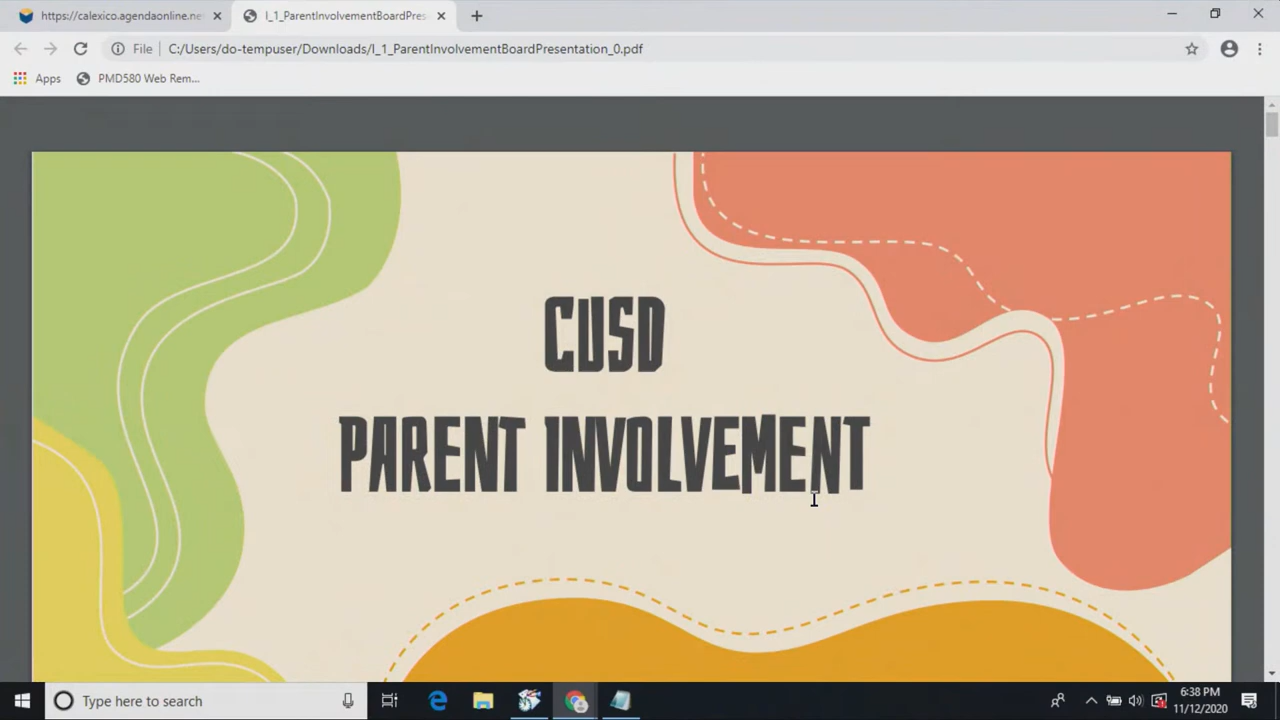 https://calexico.agendaonline.ne
I_1_ParentInvolvementBoardPres
File
C:/Users/do-tempuser/Downloads/I_1_ParentInvolvementBoardPresentation_0.pdf
Apps
PMD580 Web Rem...
CUSD
PARENT INVOLVEMENT
Type here to search
6:38 PM
11/12/2020